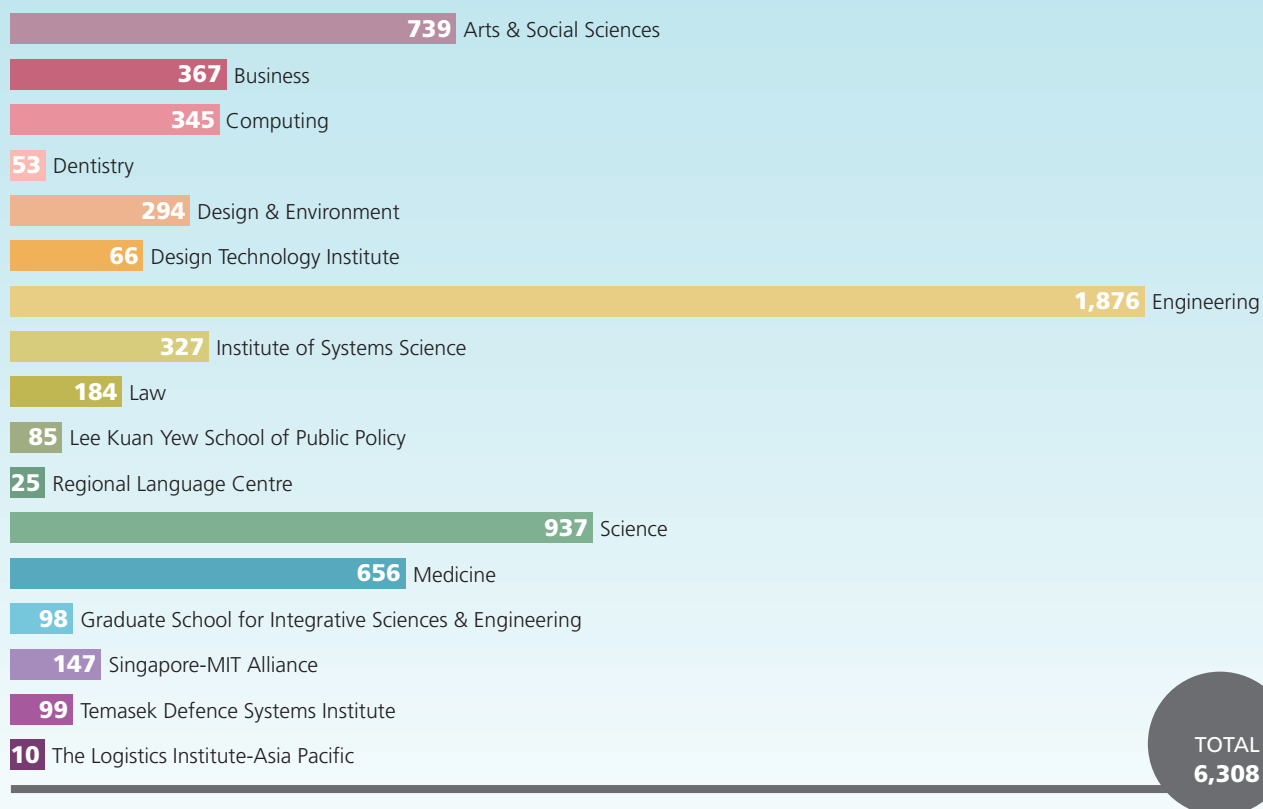 739 Arts & Social Sciences
367 Business
345 Computing
53 Dentistry
294 Design & Environment
66 Design Technology Institute
1,876 Engineering
327 Institute of Systems Science
184 Law
85 Lee Kuan Yew School of Public Policy
25 Regional Language Centre
937 Science
656 Medicine
98 Graduate School for Integrative Sciences & Engineering
147 Singapore-MIT Alliance
99 Temasek Defence Systems Institute
10 The Logistics Institute-Asia Pacific
TOTAL
6,308